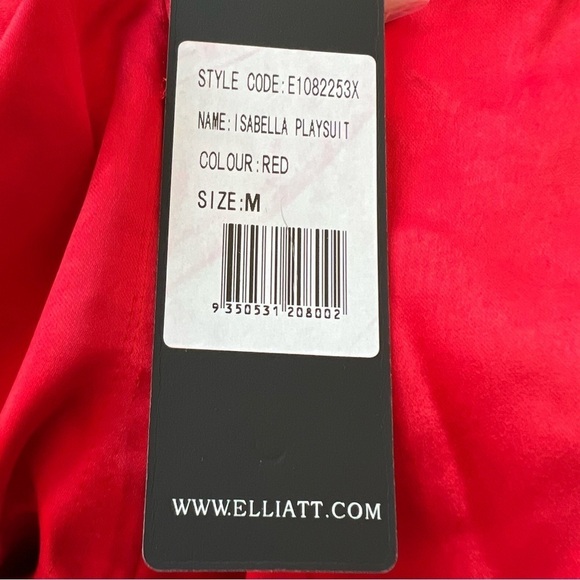 STYLE CODE:E1082253X
NAME:ISABELLA PLAYSUIT
COLOUR:RED
SIZE:M
9 350531 208002
WWW.ELLIATT.COM